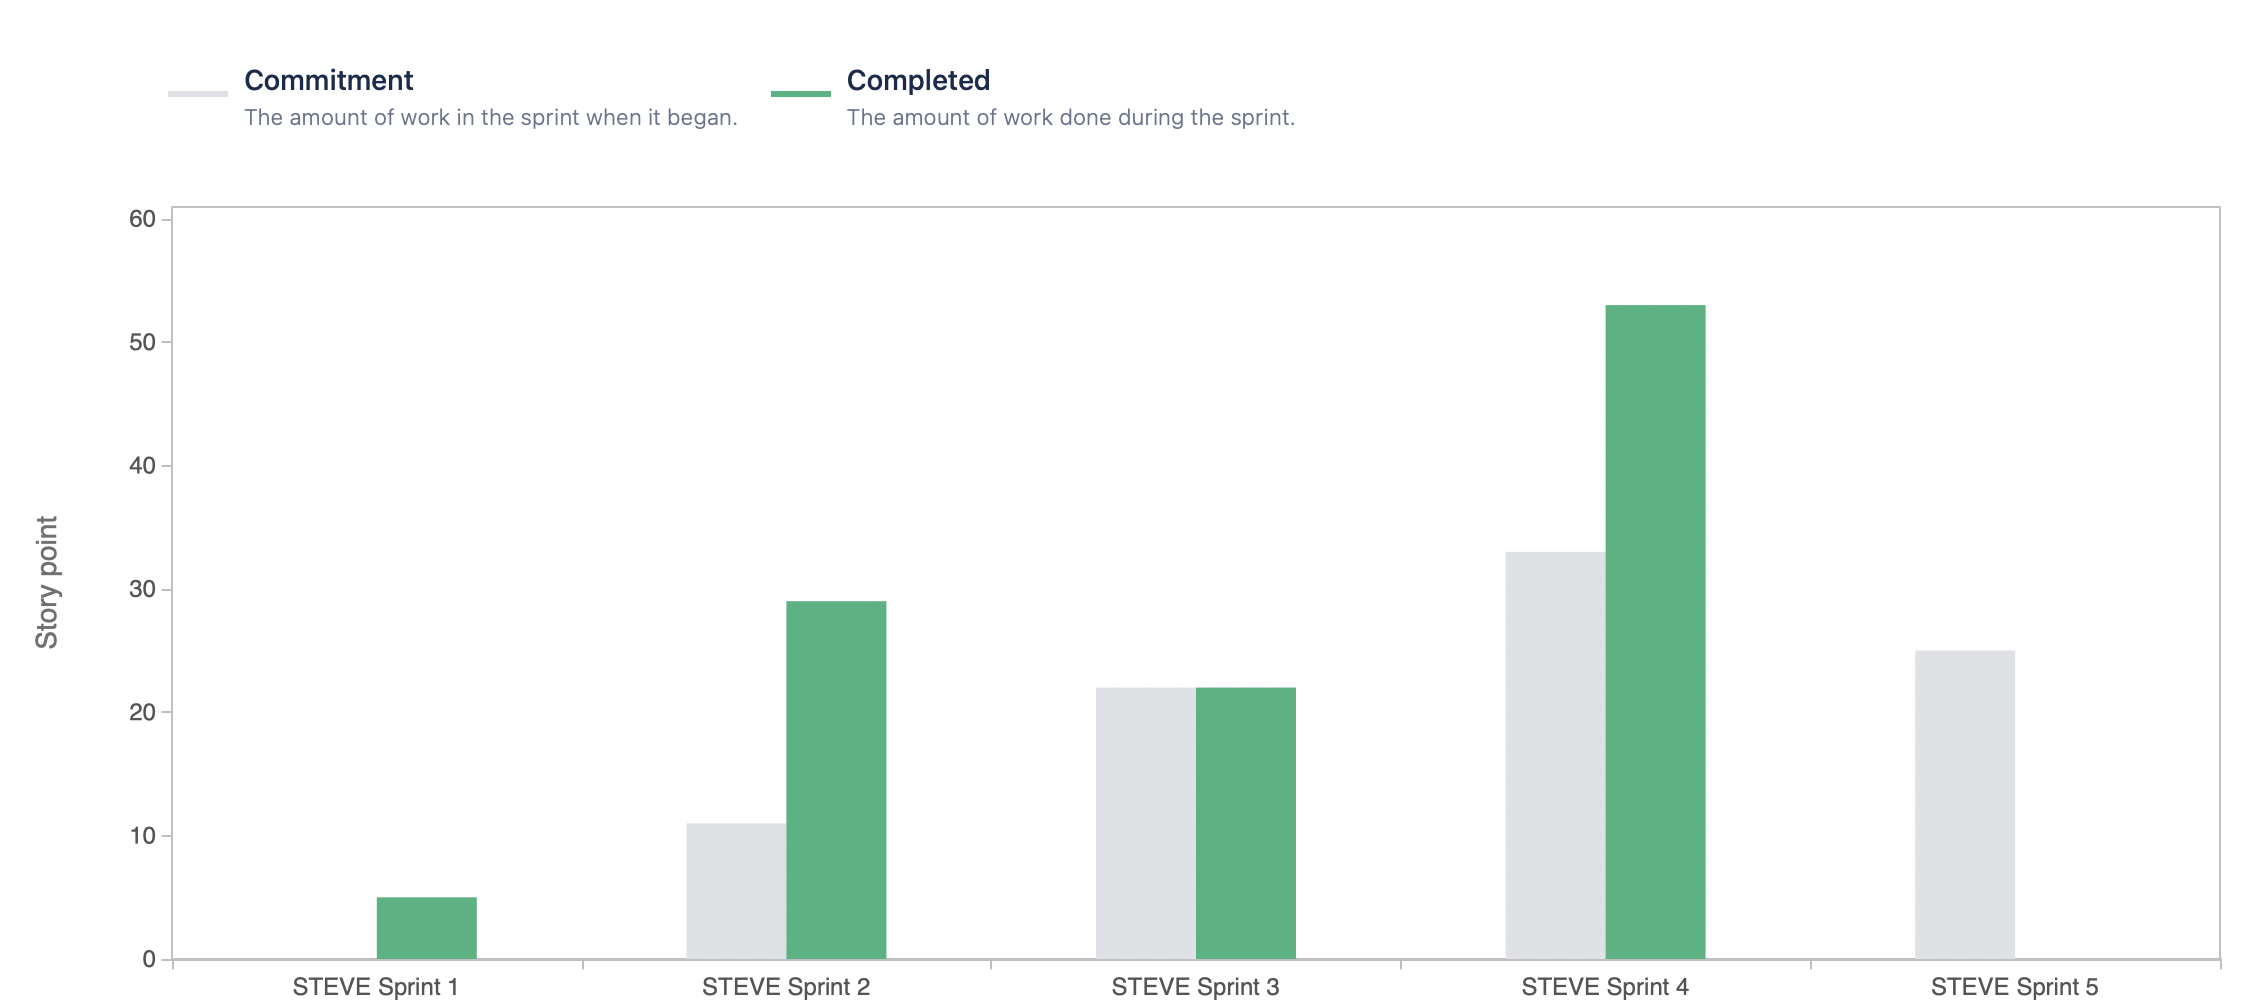 Commitment
The amount of work in the sprint when it began.
Completed
The amount of work done during the sprint.
60
50
40
30
20
10
0
Story point
STEVE Sprint 1
STEVE Sprint 2
STEVE Sprint 3
STEVE Sprint 4
STEVE Sprint 5